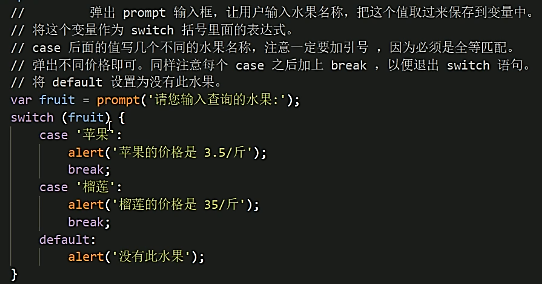 // 弹出 prompt 输入框，让用户输入水果名称，把这个值取过来保存到变量中。
// 将这个变量作为 switch 括号里面的表达式。
// case 后面的值写几个不同的水果名称，注意一定要加引号 ，因为必须是全等匹配。
// 弹出不同价格即可。同样注意每个 case 之后加上 break ，以便退出 switch 语句。
// 将 default 设置为没有此水果。
var fruit = prompt('请您输入查询的水果:');
switch (fruit) {
    case '苹果':
        alert('苹果的价格是 3.5/斤');
        break;
    case '榴莲':
        alert('榴莲的价格是 35/斤');
        break;
    default:
        alert('没有此水果');
}